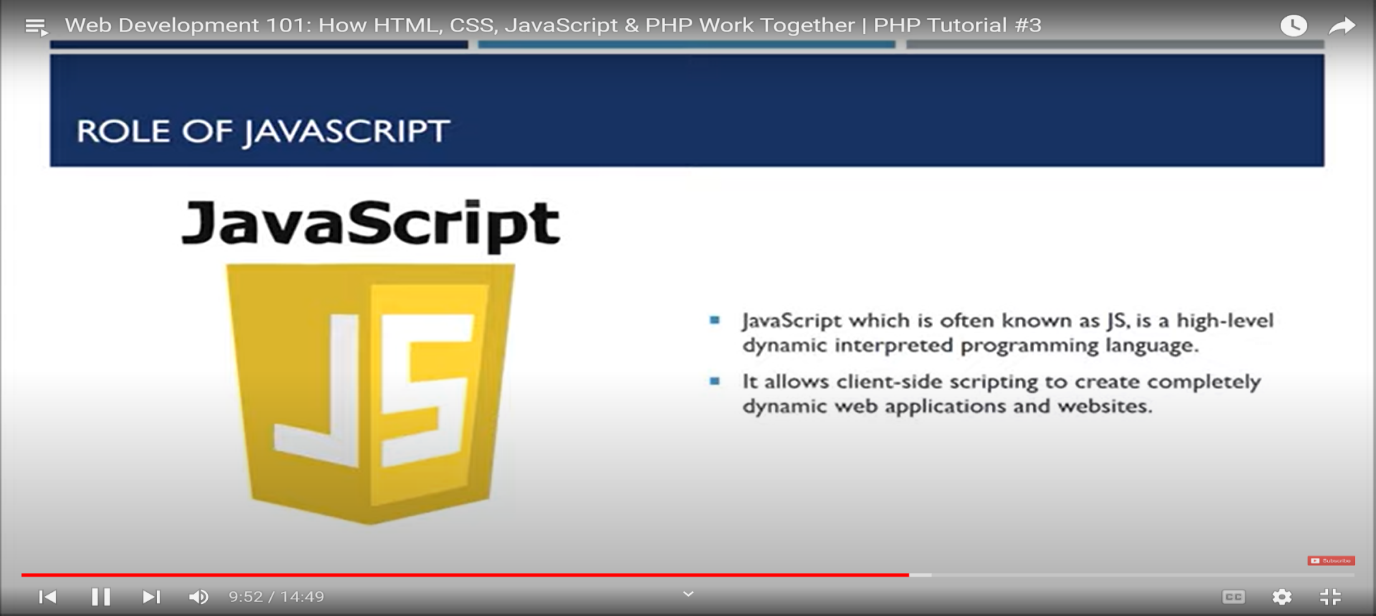 Web Development 101: How HTML, CSS, JavaScript & PHP Work Together | PHP Tutorial #3
ROLE OF JAVASCRIPT
JavaScript
JS
JavaScript which is often known as JS, is a high-level
dynamic interpreted programming language.
It allows client-side scripting to create completely
dynamic web applications and websites.
Subscribe
9:52 / 14:49
CC